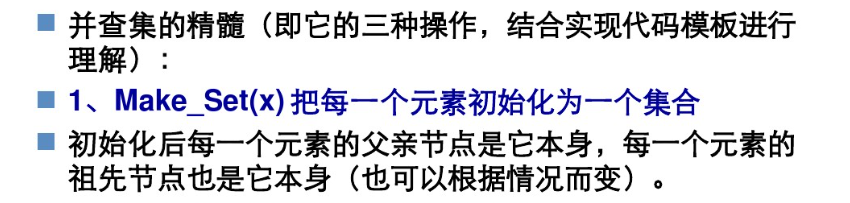 并查集的精髓（即它的三种操作，结合实现代码模板进行
理解）：
1、Make_Set(x) 把每一个元素初始化为一个集合
初始化后每一个元素的父亲节点是它本身，每一个元素的
祖先节点也是它本身（也可以根据情况而变）。